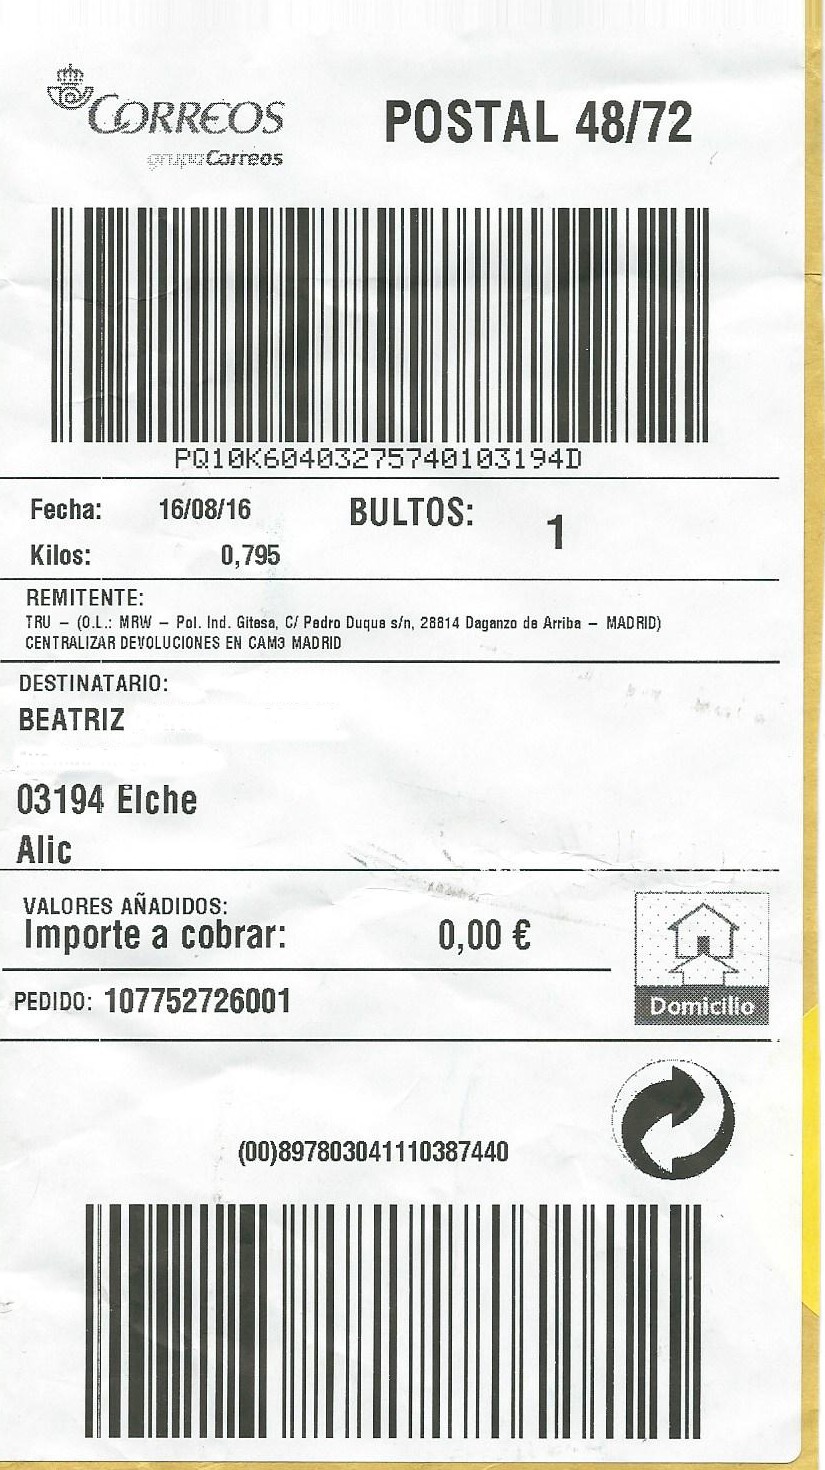 CORREOS
grupo Correos
POSTAL 48/72
PQ10K60403275740103194D
Fecha: 16/08/16 BULTOS: 1
Kilos: 0,795
REMITENTE:
TRU – (O.L.: MRW – Pol. Ind. Gitesa, C/ Pedro Duque s/n, 28814 Daganzo de Arriba – MADRID)
CENTRALIZAR DEVOLUCIONES EN CAM3 MADRID
DESTINATARIO:
BEATRIZ
03194 Elche
Alic
VALORES AÑADIDOS:
Importe a cobrar: 0,00 €
Domicilio
PEDIDO: 107752726001
(00)897803041110387440